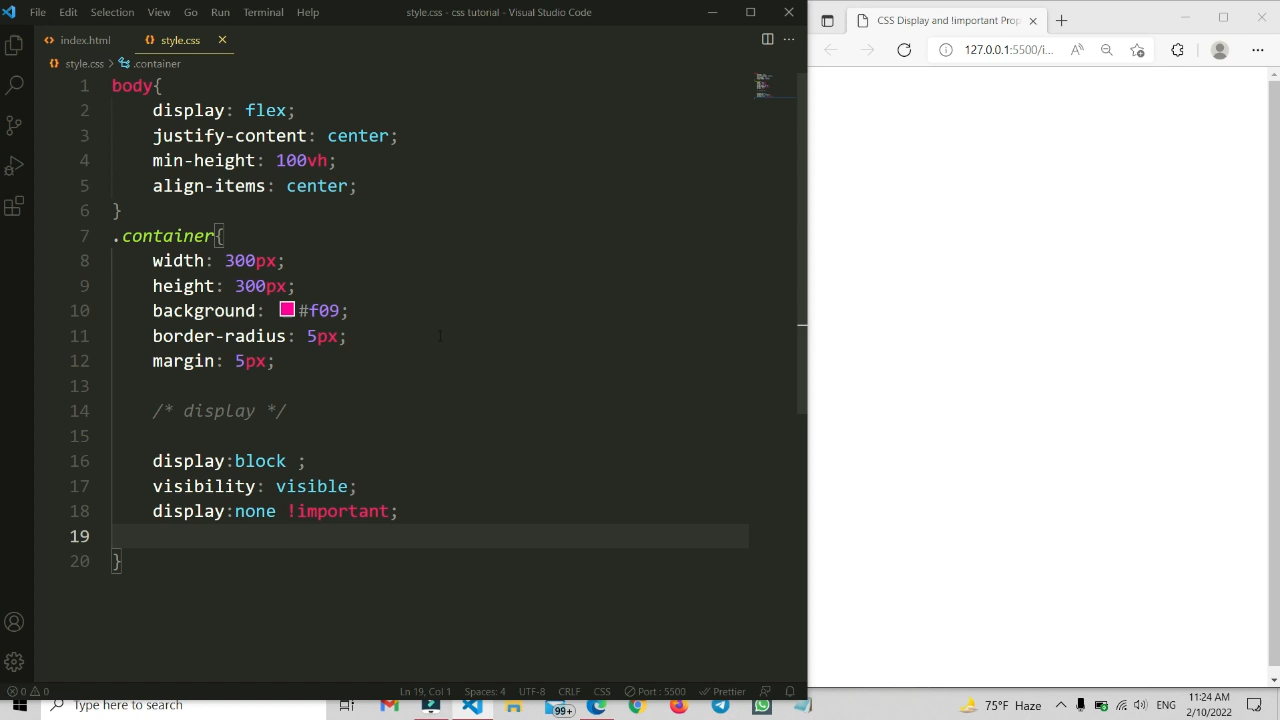 File Edit Selection View Go Run Terminal Help style.css - css tutorial - Visual Studio Code
index.html style.css
style.css > .container
1 body{
2 display: flex;
3 justify-content: center;
4 min-height: 100vh;
5 align-items: center;
6 }
7 .container{
8 width: 300px;
9 height: 300px;
10 background: #f09;
11 border-radius: 5px;
12 margin: 5px;
13
14 /* display */
15
16 display:block ;
17 visibility: visible;
18 display:none !important;
19
20 }
0 0 Ln 19, Col 1 Spaces: 4 UTF-8 CRLF CSS Port : 5500 Prettier
CSS Display and !important Prop
127.0.0.1:5500/i...
Type here to search
99+
75°F Haze
ENG
11:24 AM
2/10/2022